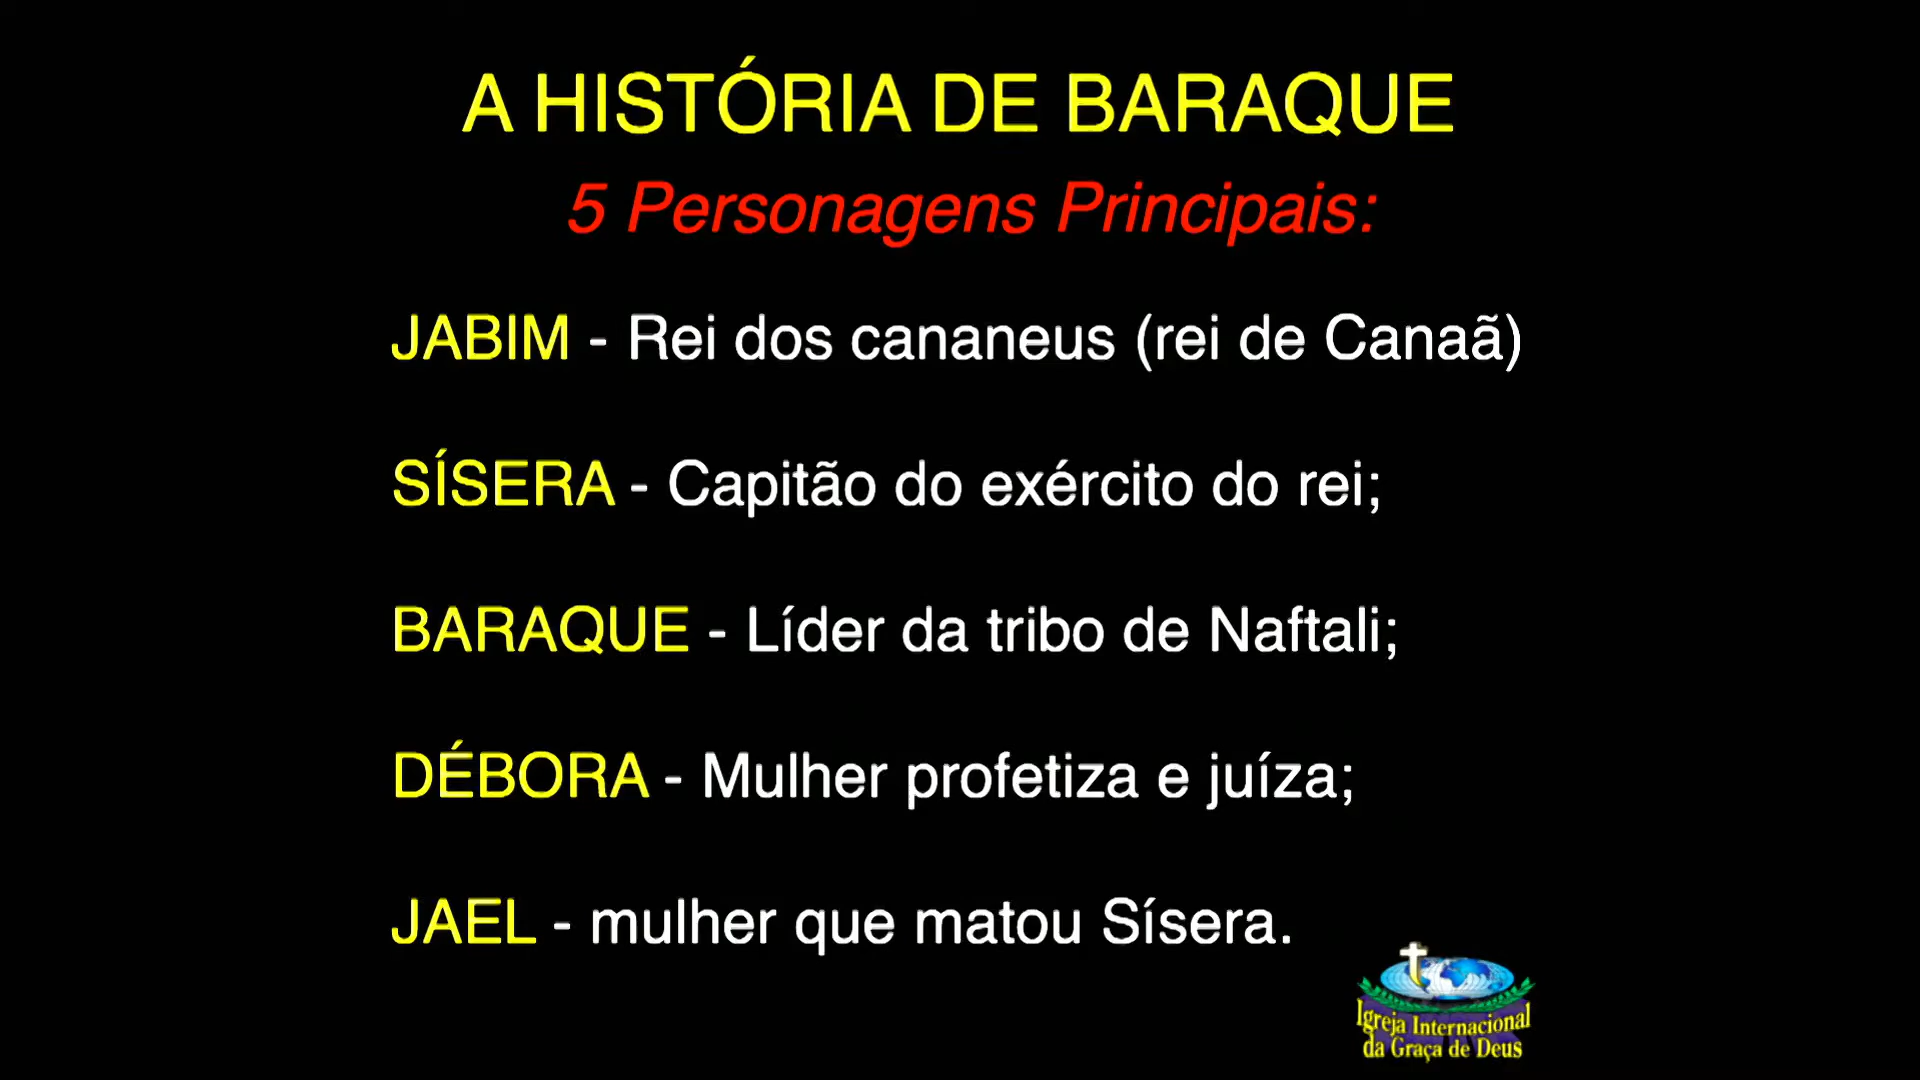 A HISTÓRIA DE BARAQUE
5 Personagens Principais:
JABIM - Rei dos cananeus (rei de Canaã)
SÍSERA - Capitão do exército do rei;
BARAQUE - Líder da tribo de Naftali;
DÉBORA - Mulher profetiza e juíza;
JAEL - mulher que matou Sísera.
Igreja Internacional
da Graça de Deus